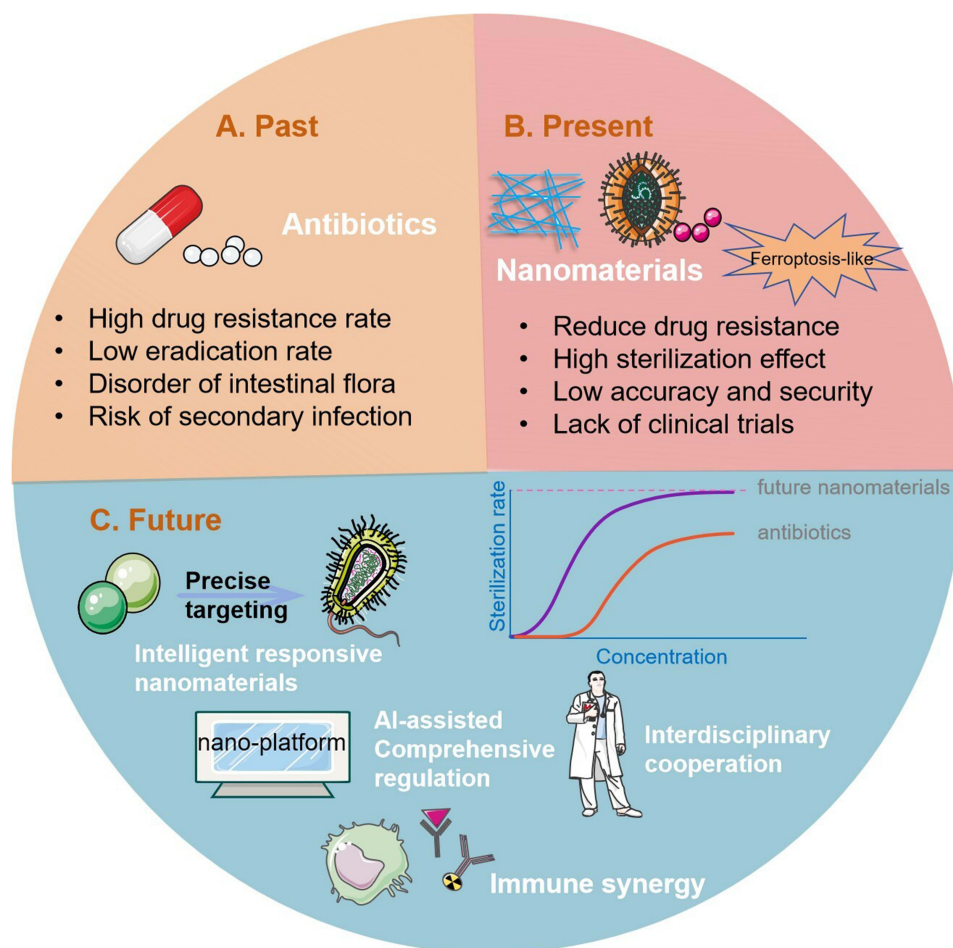 A. Past
Antibiotics
• High drug resistance rate
• Low eradication rate
• Disorder of intestinal flora
• Risk of secondary infection
B. Present
Nanomaterials
Ferroptosis-like
• Reduce drug resistance
• High sterilization effect
• Low accuracy and security
• Lack of clinical trials
C. Future
Precise
targeting
Intelligent responsive
nanomaterials
Sterilization rate
future nanomaterials
antibiotics
Concentration
nano-platform
AI-assisted
Comprehensive
regulation
Interdisciplinary
cooperation
Immune synergy